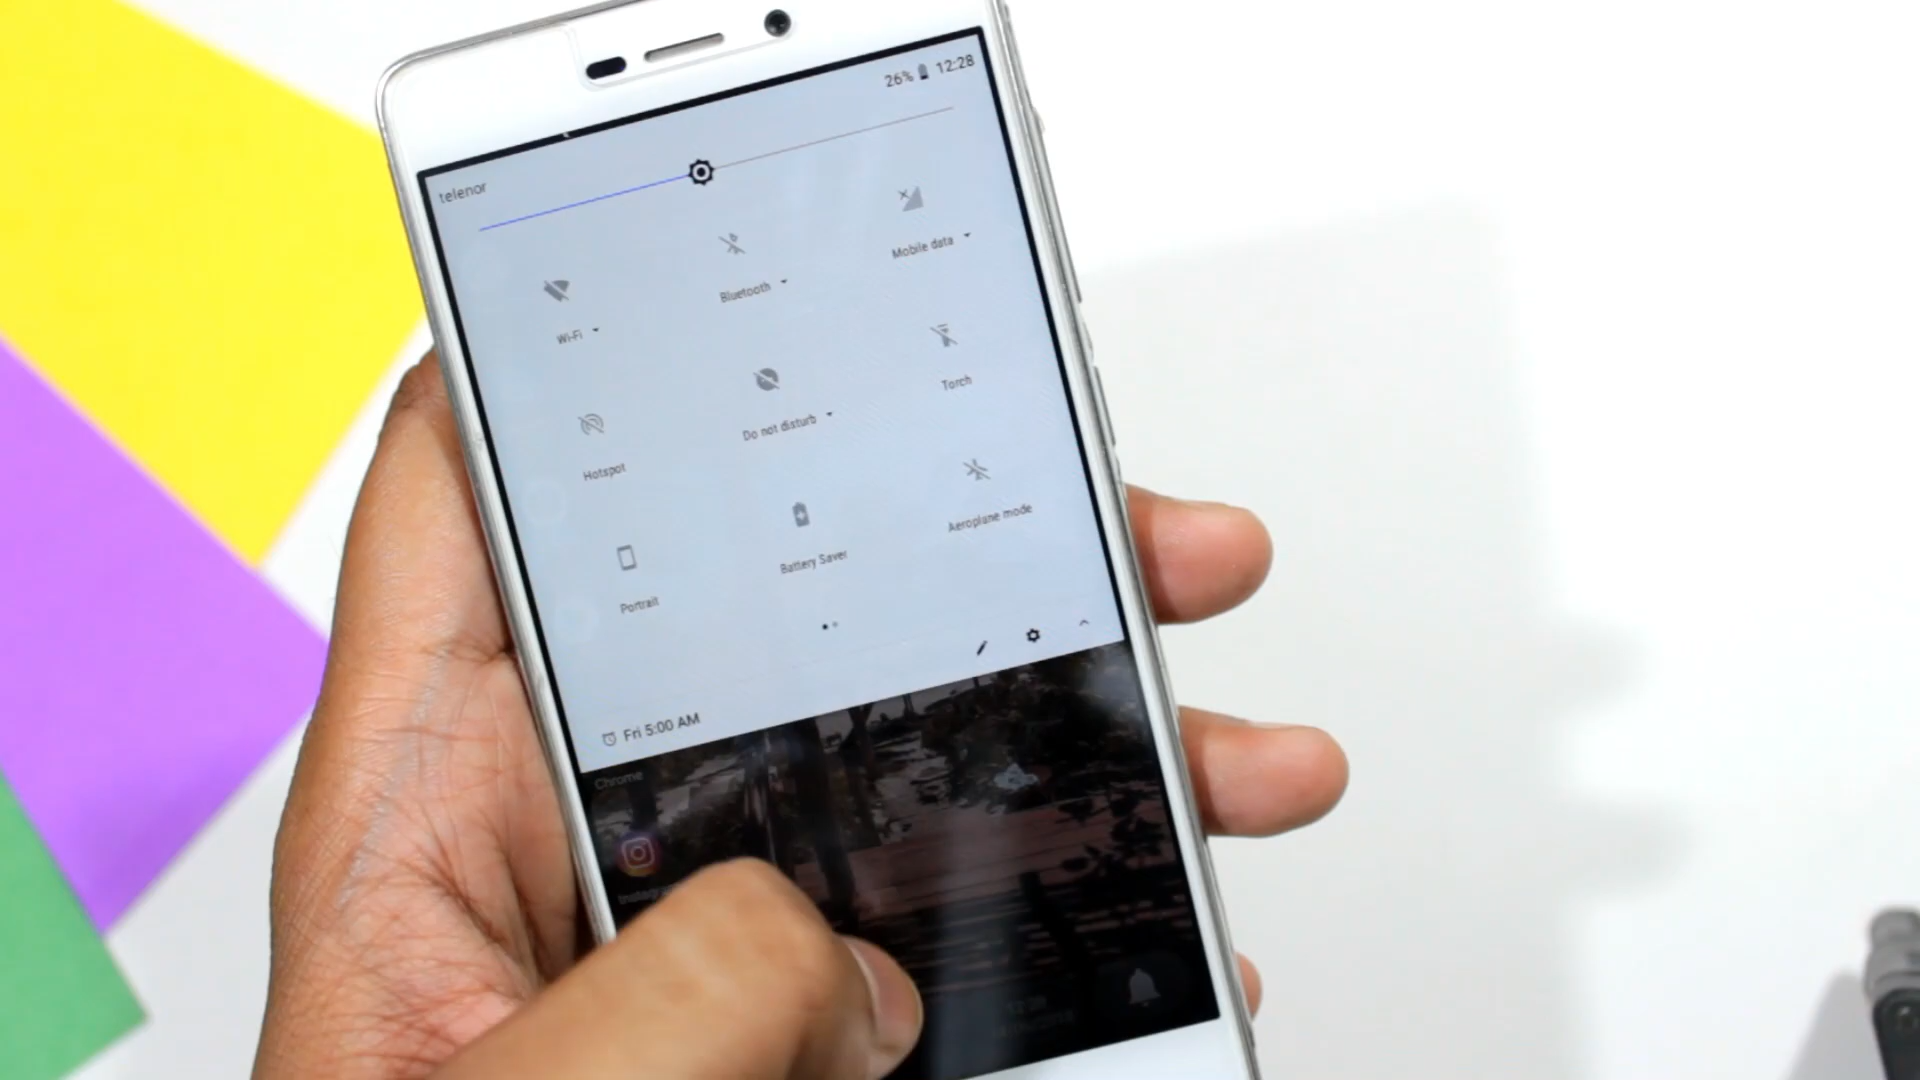 26% 12:28
telenor
Mobile data
Bluetooth
Wi-Fi
Torch
Do not disturb
Hotspot
Aeroplane mode
Battery Saver
Portrait
Fri 5:00 AM
Chrome